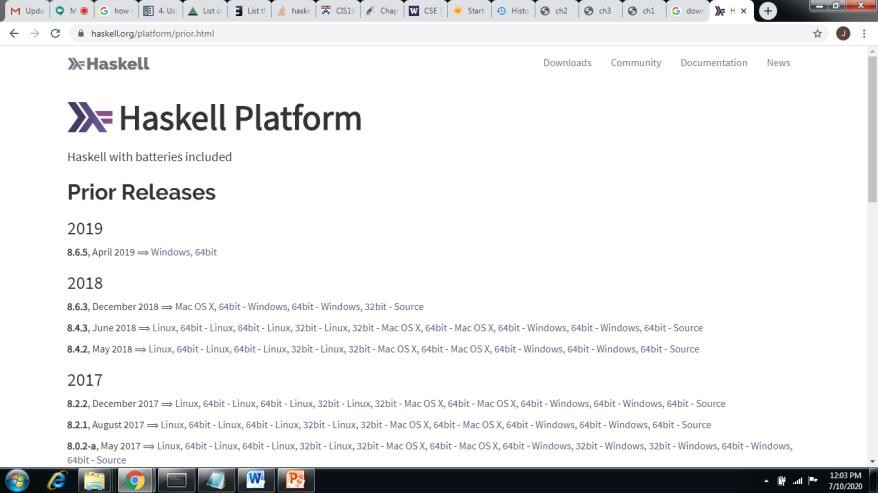 Upda
how
4. Us
List o
List tl
haske
CIS19
Chap
CSE
Starti
Histo
ch2
ch3
ch1
dow
haskell.org/platform/prior.html
J
Haskell
Downloads Community Documentation News
Haskell Platform
Haskell with batteries included
Prior Releases
2019
8.6.5, April 2019 ⟹ Windows, 64bit
2018
8.6.3, December 2018 ⟹ Mac OS X, 64bit - Windows, 64bit - Windows, 32bit - Source
8.4.3, June 2018 ⟹ Linux, 64bit - Linux, 64bit - Linux, 32bit - Linux, 32bit - Mac OS X, 64bit - Mac OS X, 64bit - Windows, 64bit - Windows, 64bit - Source
8.4.2, May 2018 ⟹ Linux, 64bit - Linux, 64bit - Linux, 32bit - Linux, 32bit - Mac OS X, 64bit - Mac OS X, 64bit - Windows, 64bit - Windows, 64bit - Source
2017
8.2.2, December 2017 ⟹ Linux, 64bit - Linux, 64bit - Linux, 32bit - Linux, 32bit - Mac OS X, 64bit - Mac OS X, 64bit - Windows, 64bit - Windows, 64bit - Source
8.2.1, August 2017 ⟹ Linux, 64bit - Linux, 64bit - Linux, 32bit - Linux, 32bit - Mac OS X, 64bit - Mac OS X, 64bit - Windows, 64bit - Windows, 64bit - Source
8.0.2-a, May 2017 ⟹ Linux, 64bit - Linux, 64bit - Linux, 32bit - Linux, 32bit - Mac OS X, 64bit - Mac OS X, 64bit - Windows, 32bit - Windows, 32bit - Windows, 64bit - Windows,
64bit - Source
12:03 PM
7/10/2020